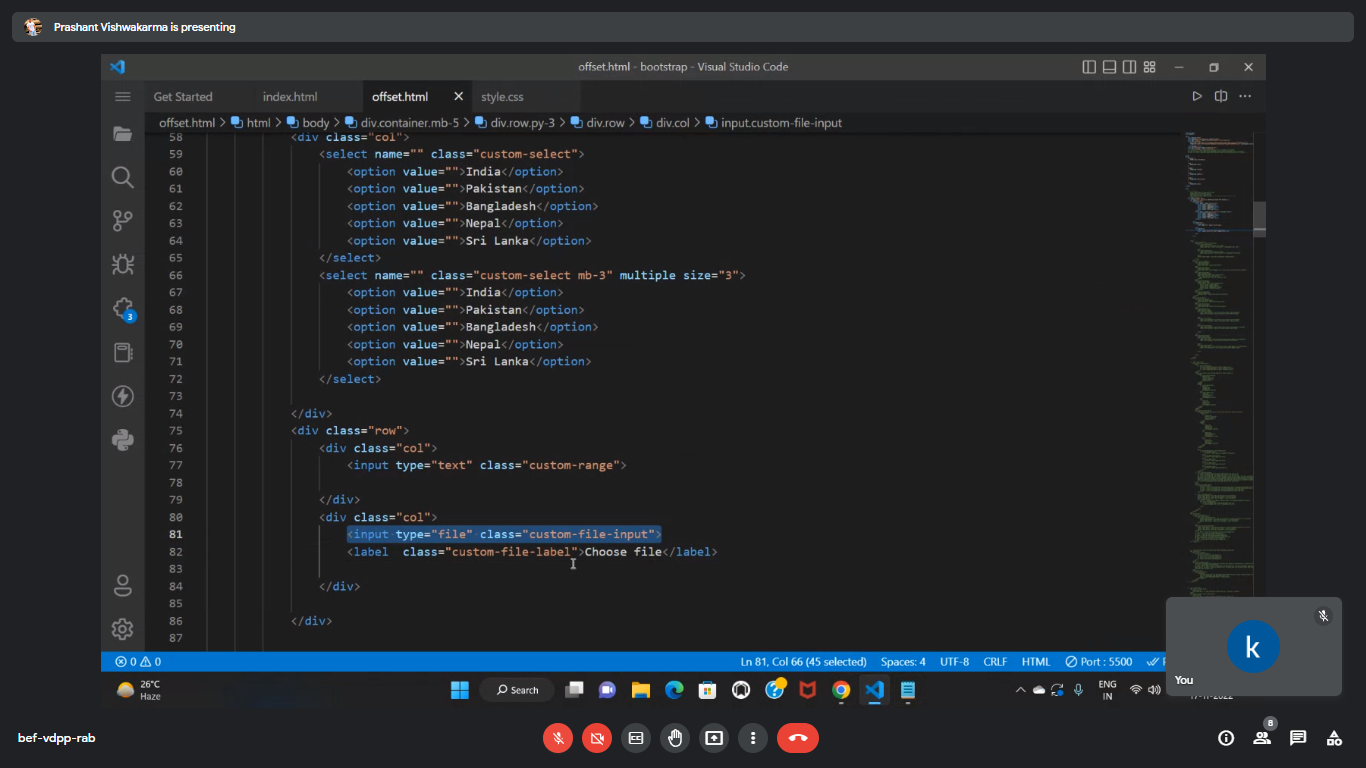 Prashant Vishwakarma is presenting
offset.html - bootstrap - Visual Studio Code
Get Started index.html offset.html style.css
offset.html > html > body > div.container.mb-5 > div.row.py-3 > div.row > div.col > input.custom-file-input
58 <div class="col">
59 <select name="" class="custom-select">
60 <option value="">India</option>
61 <option value="">Pakistan</option>
62 <option value="">Bangladesh</option>
63 <option value="">Nepal</option>
64 <option value="">Sri Lanka</option>
65 </select>
66 <select name="" class="custom-select mb-3" multiple size="3">
67 <option value="">India</option>
68 <option value="">Pakistan</option>
69 <option value="">Bangladesh</option>
70 <option value="">Nepal</option>
71 <option value="">Sri Lanka</option>
72 </select>
73
74 </div>
75 <div class="row">
76 <div class="col">
77 <input type="text" class="custom-range">
78
79 </div>
80 <div class="col">
81 <input type="file" class="custom-file-input">
82 <label  class="custom-file-label">Choose file</label>
83
84 </div>
85
86 </div>
87
3
0 0 Ln 81, Col 66 (45 selected) Spaces: 4 UTF-8 CRLF HTML Port : 5500
26°C
Haze
Search
ENG
IN
k
You
bef-vdpp-rab
8